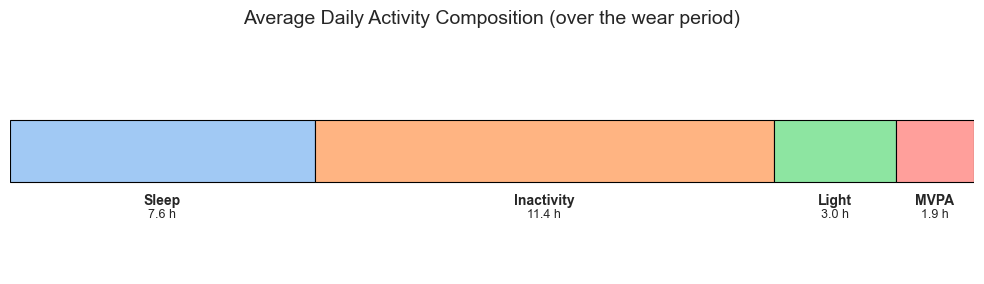 Average Daily Activity Composition (over the wear period)
Sleep
7.6 h
Inactivity
11.4 h
Light
3.0 h
MVPA
1.9 h